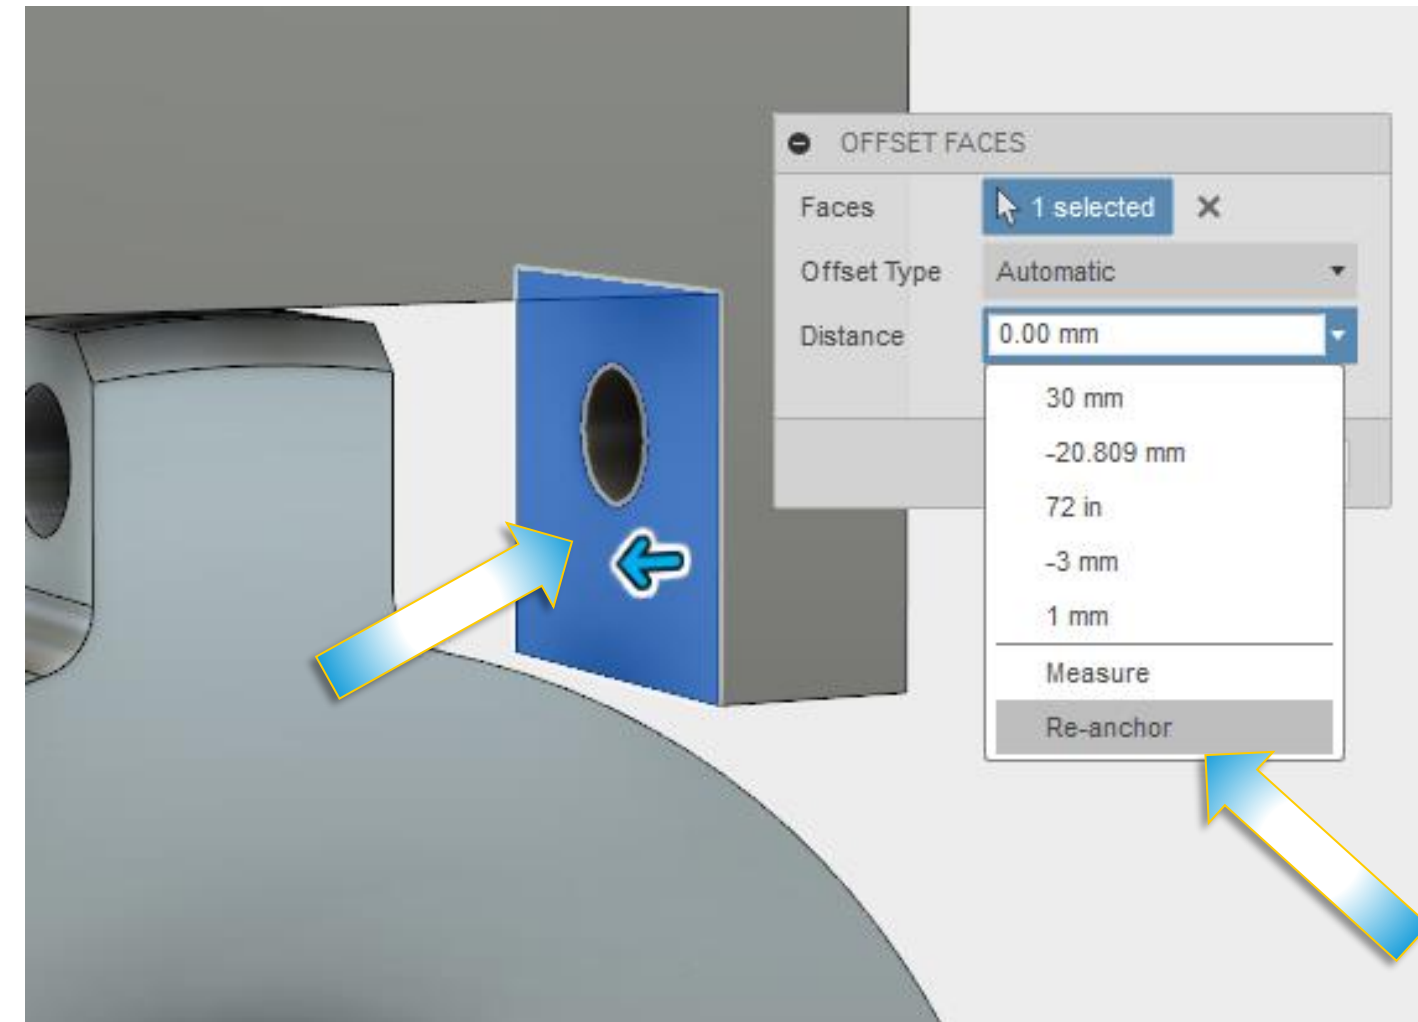 OFFSET FACES
Faces 1 selected
Offset Type Automatic
Distance 0.00 mm
30 mm
-20.809 mm
72 in
-3 mm
1 mm
Measure
Re-anchor